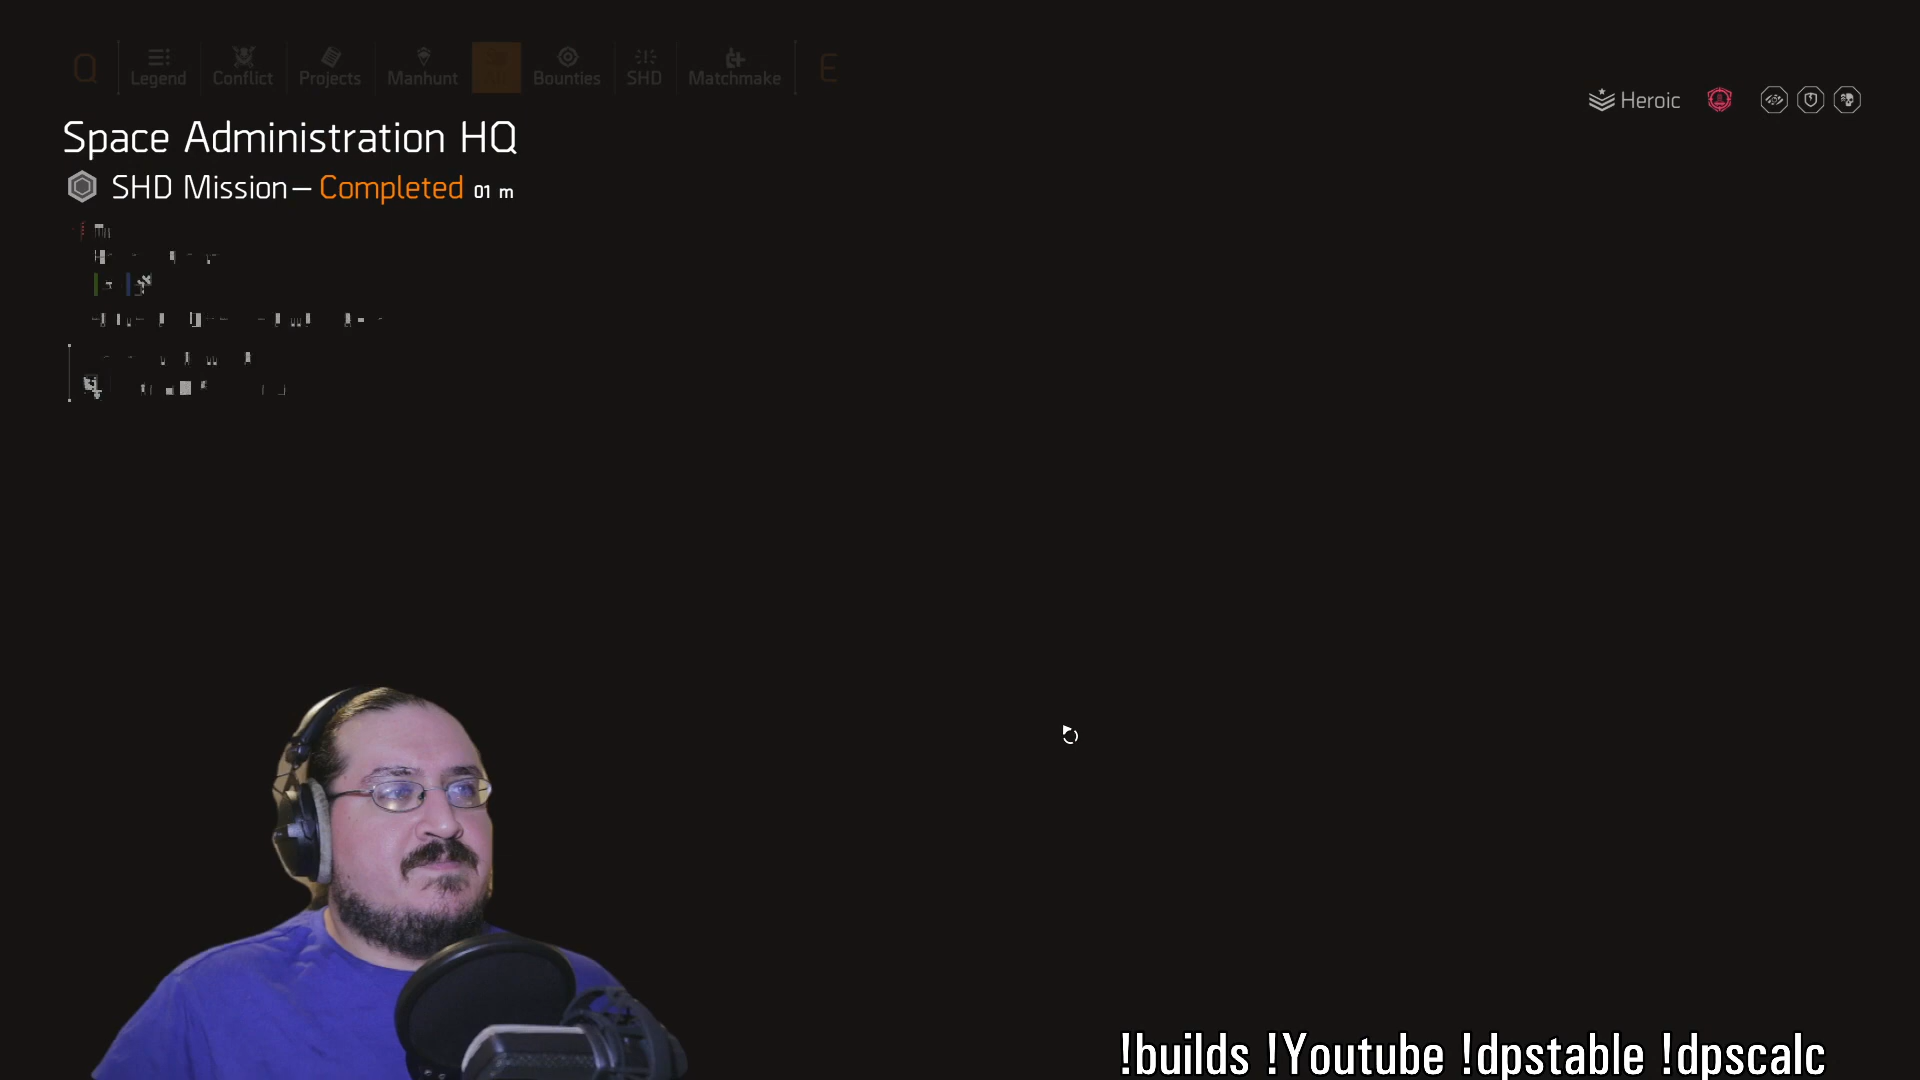 Q Legend Conflict Projects Manhunt All Bounties SHD Matchmake E
Heroic
Space Administration HQ
SHD Mission – Completed 01 m
!builds !Youtube !dpstable !dpscalc